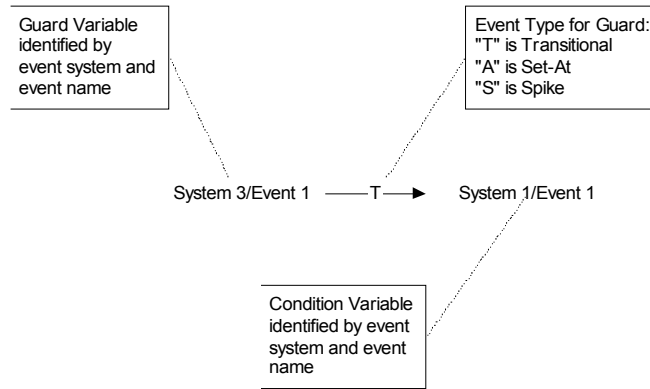 Guard Variable
identified by
event system and
event name
Event Type for Guard:
"T" is Transitional
"A" is Set-At
"S" is Spike
System 3/Event 1
T
System 1/Event 1
Condition Variable
identified by event
system and event
name